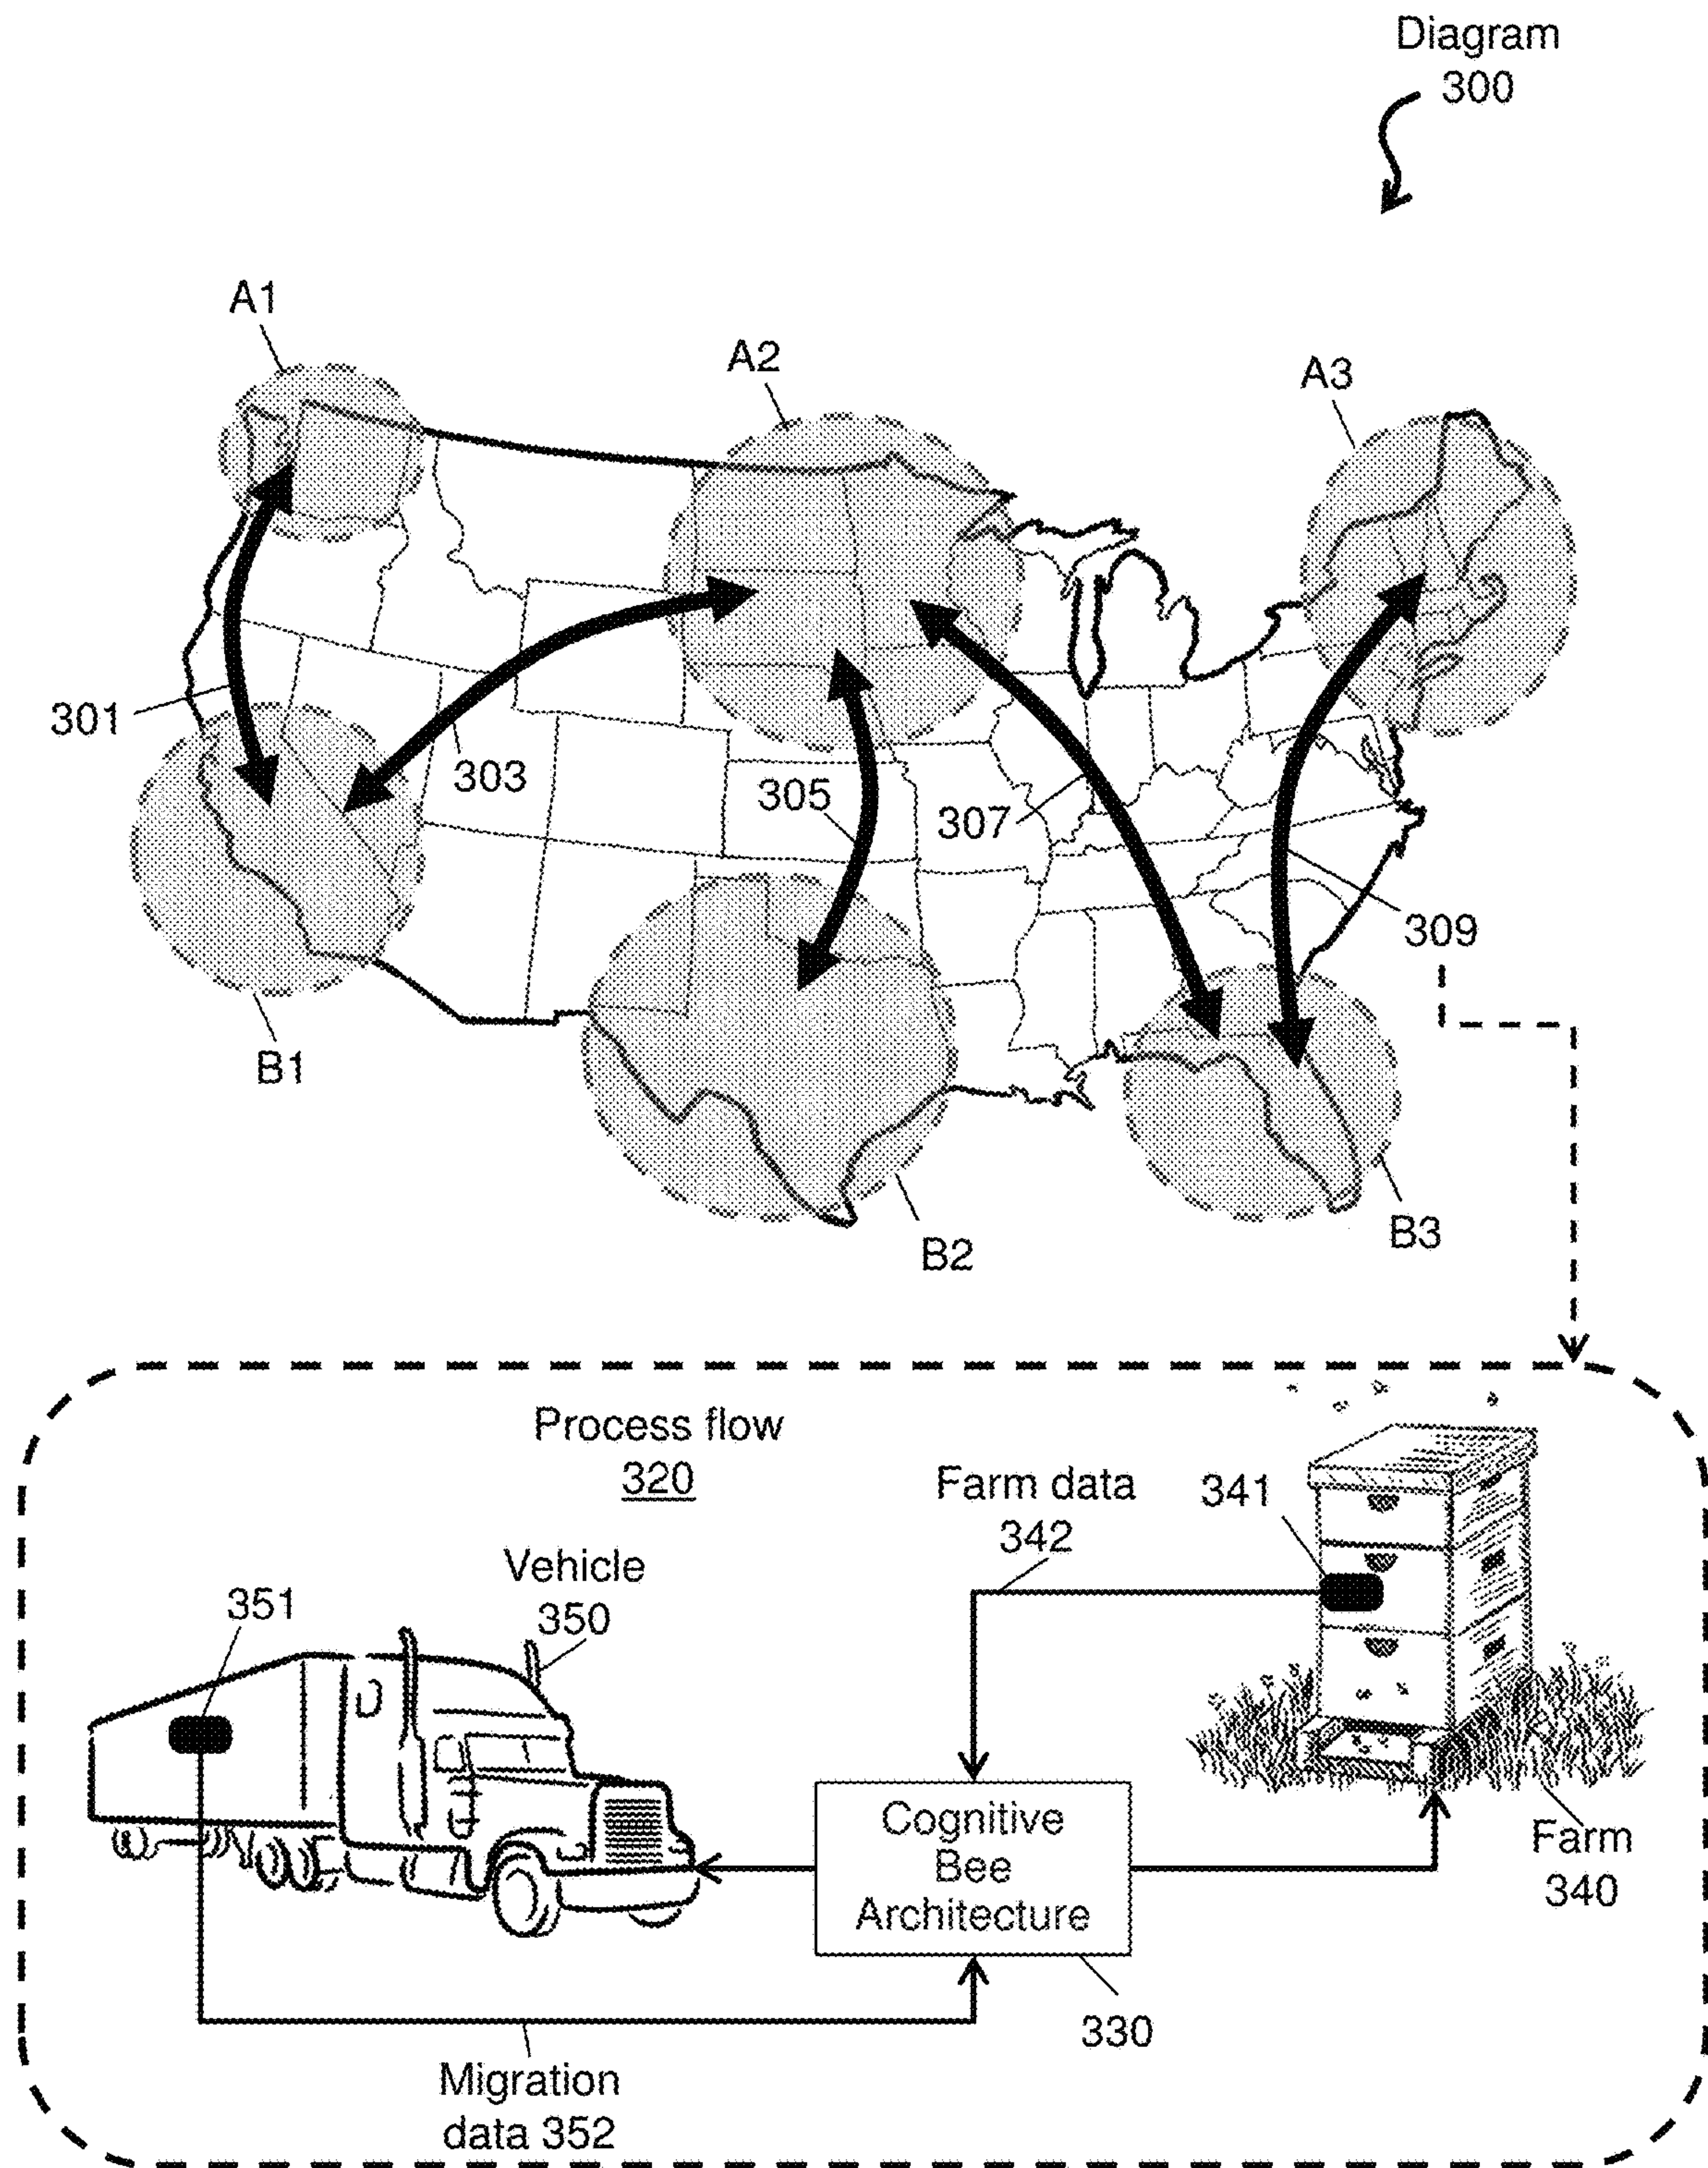 Diagram
300
A1
A2
A3
301
303
305
307
309
B1
B2
B3
Process flow
320
Farm data
342
341
Vehicle
350
351
Cognitive
Bee
Architecture
Farm
340
330
Migration
data 352